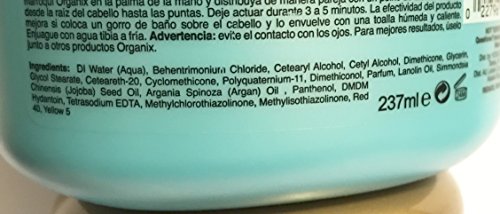 Organix en la palma de la mano y distribuya de manera pareja con un
desde la raíz del cabello hasta las puntas. Deje actuar durante 3 a 5 minutos. La efectividad del producto
mejora si coloca un gorro de baño sobre el cabello y lo envuelve con una toalla húmeda y caliente.
Enjuague con agua tibia o fría. Advertencia: evite el contacto con los ojos. Para mejores resultados, úselo
junto a otros productos Organix.
Ingredients: DI Water (Aqua), Behentrimonium Chloride, Cetearyl Alcohol, Cetyl Alcohol, Dimethicone, Glycerin,
Glycol Stearate, Ceteareth-20, Cyclomethicone, Polyquaternium-11, Dimethiconol, Parfum, Lanolin Oil, Simmondsia
Chinensis (Jojoba) Seed Oil, Argania Spinosa (Argan) Oil , Panthenol, DMDM
Hydantoin, Tetrasodium EDTA, Methylchlorothiazolinone, Methylisothiazolinone, Red
40, Yellow 5
237ml e